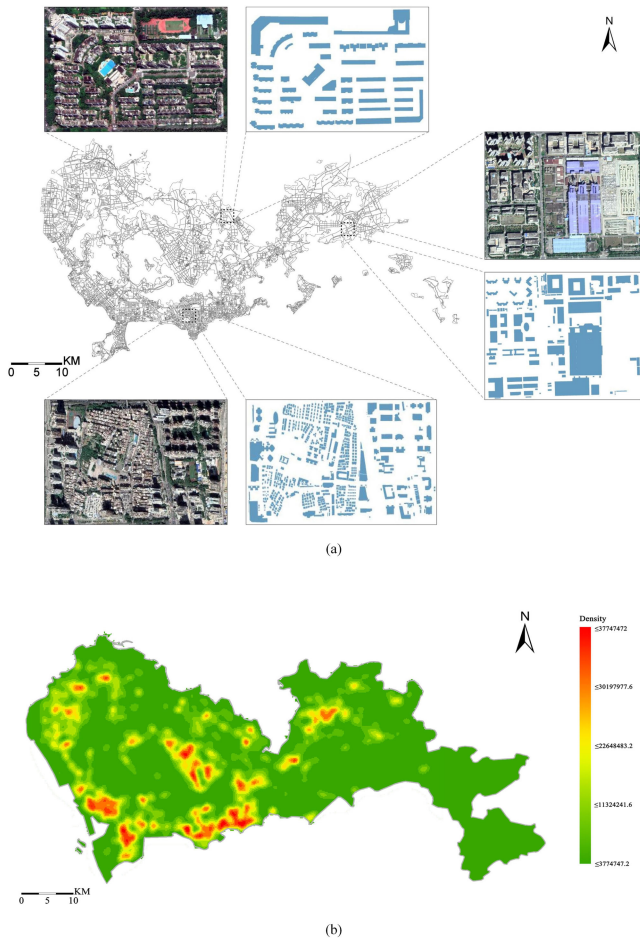 N
KM
0 5 10
(a)
N
Density
≤37747472
≤30197977.6
≤22648483.2
≤11324241.6
≤3774747.2
KM
0 5 10
(b)